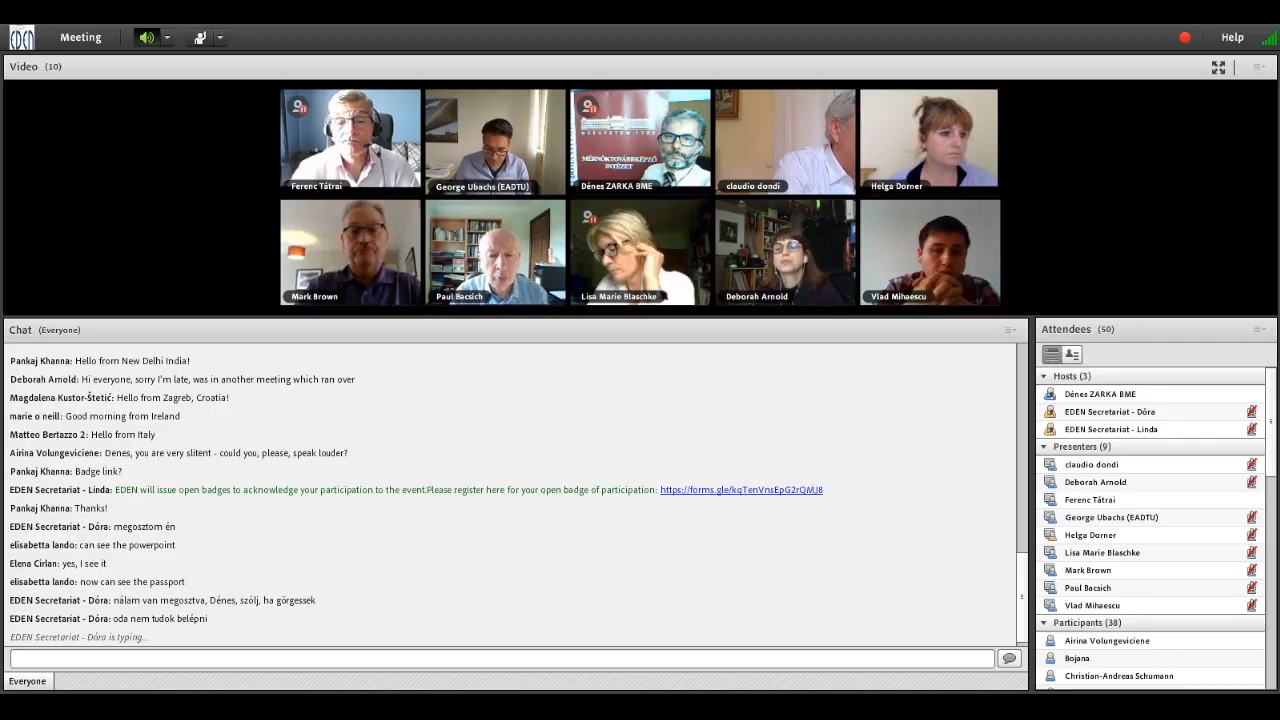 EDEN
Meeting
Help
Video (10)
EGYETEM 1782
MÉRNÖKTOVÁBBKÉPZŐ
INTÉZET
Ferenc Tátrai
George Ubachs (EADTU)
Dénes ZARKA BME
claudio dondi
Helga Dorner
Mark Brown
Paul Bacsich
Lisa Marie Blaschke
Deborah Arnold
Vlad Mihaescu
Chat (Everyone)
Pankaj Khanna: Hello from New Delhi India!
Deborah Arnold: Hi everyone, sorry I'm late, was in another meeting which ran over
Magdalena Kustor-Štetić: Hello from Zagreb, Croatia!
marie o neill: Good morning from Ireland
Matteo Bertazzo 2: Hello from Italy
Airina Volungeviciene: Denes, you are very slitent - could you, please, speak louder?
Pankaj Khanna: Badge link?
EDEN Secretariat - Linda: EDEN will issue open badges to acknowledge your participation to the event.Please register here for your open badge of participation: https://forms.gle/kqTenVnsEpG2rQMJ8
Pankaj Khanna: Thanks!
EDEN Secretariat - Dóra: megosztom én
elisabetta lando: can see the powerpoint
Elena Cirlan: yes, I see it
elisabetta lando: now can see the passport
EDEN Secretariat - Dóra: nálam van megosztva, Dénes, szólj, ha görgessek
EDEN Secretariat - Dóra: oda nem tudok belépni
EDEN Secretariat - Dóra is typing...
Everyone
Attendees (50)
Hosts (3)
Dénes ZARKA BME
EDEN Secretariat - Dóra
EDEN Secretariat - Linda
Presenters (9)
claudio dondi
Deborah Arnold
Ferenc Tátrai
George Ubachs (EADTU)
Helga Dorner
Lisa Marie Blaschke
Mark Brown
Paul Bacsich
Vlad Mihaescu
Participants (38)
Airina Volungeviciene
Bojana
Christian-Andreas Schumann